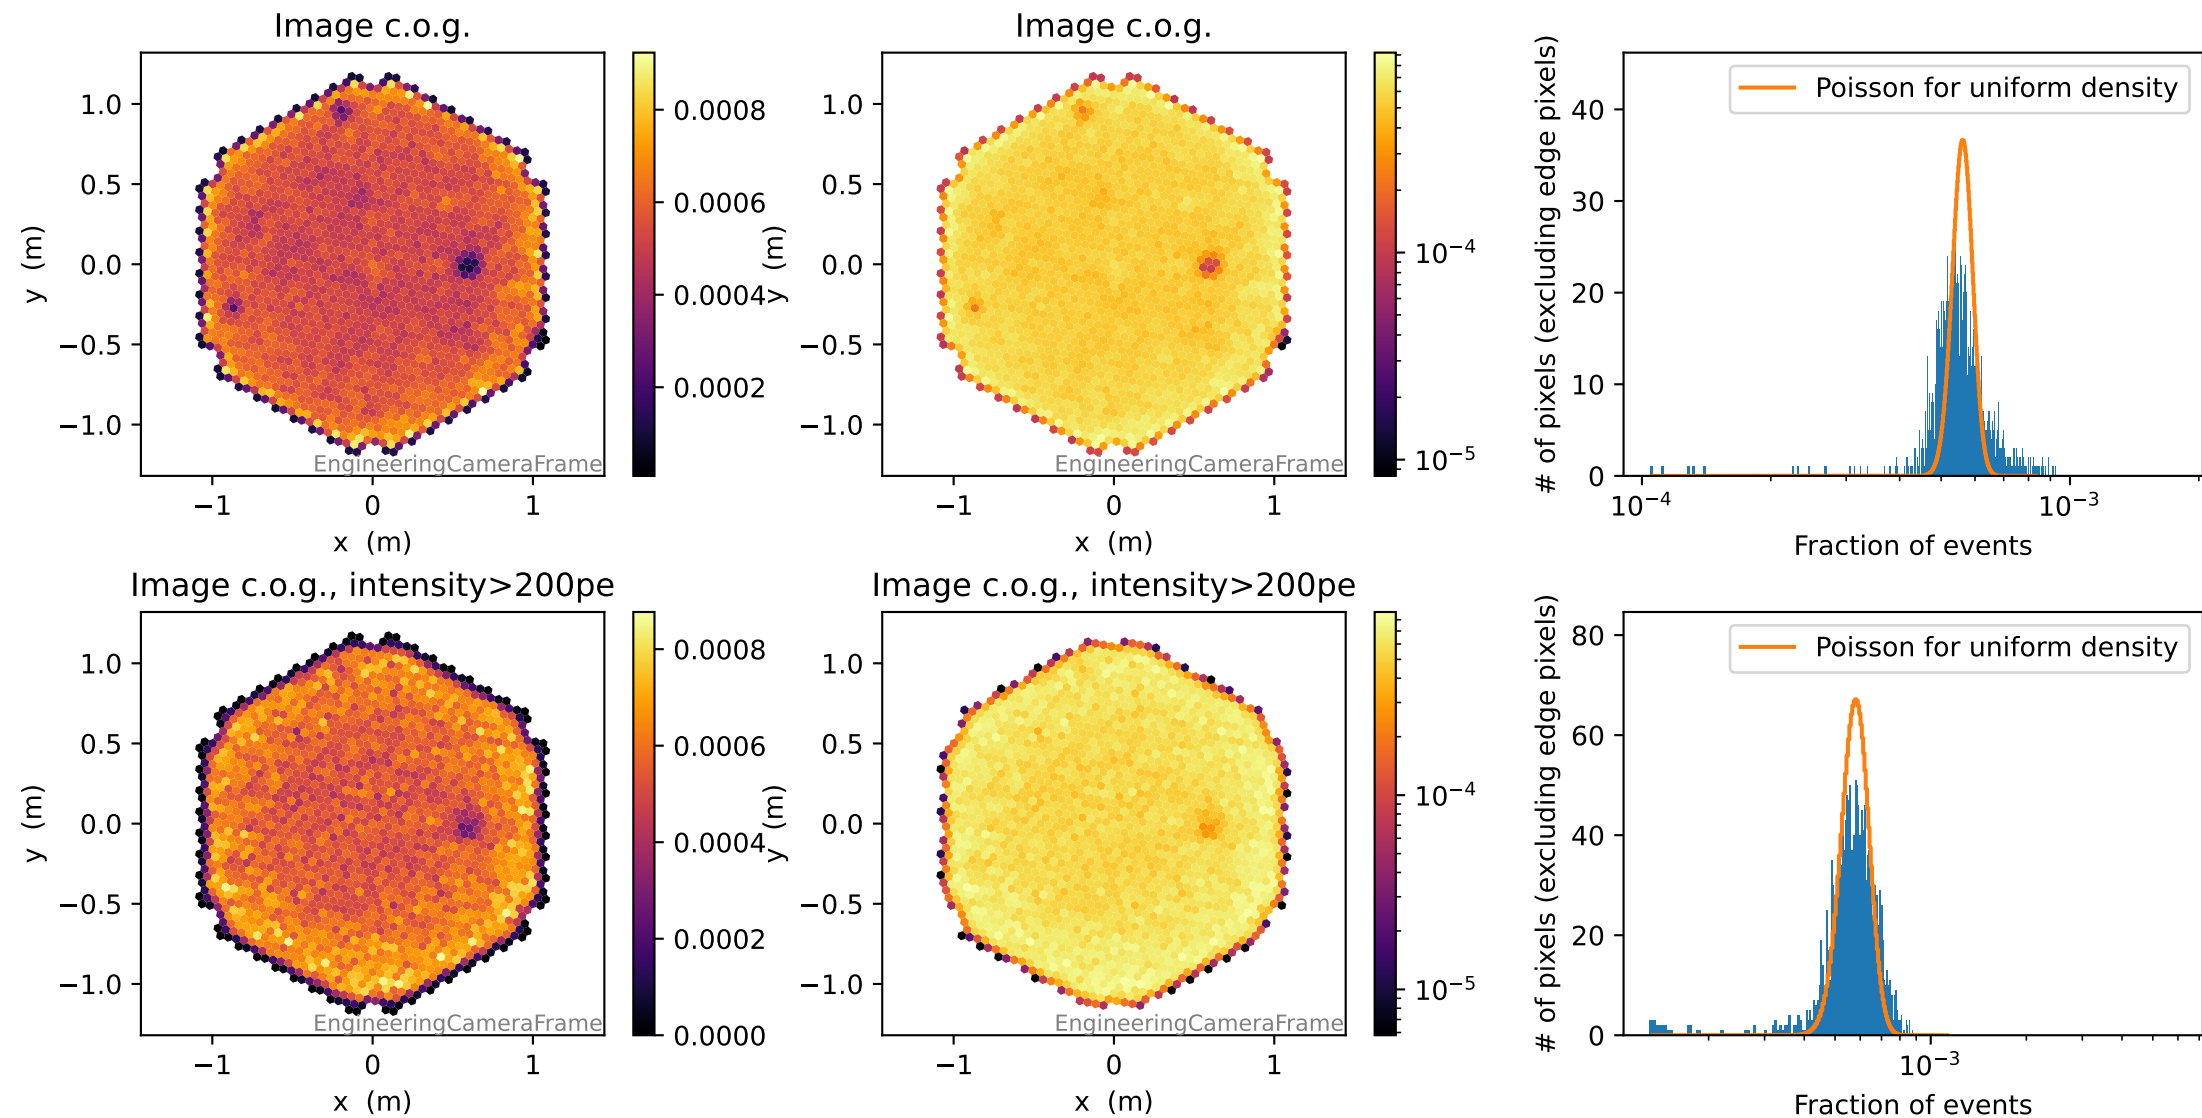 Image c.o.g.
1.0
0.5
0.0
−0.5
−1.0
y (m)
−1
0
1
x (m)
EngineeringCameraFrame
0.0008
0.0006
0.0004
0.0002
Image c.o.g.
1.0
0.5
0.0
−0.5
−1.0
y (m)
−1
0
1
x (m)
EngineeringCameraFrame
10⁻⁴
10⁻⁵
# of pixels (excluding edge pixels)
40
30
20
10
0
Poisson for uniform density
10⁻⁴
10⁻³
Fraction of events
Image c.o.g., intensity>200pe
1.0
0.5
0.0
−0.5
−1.0
y (m)
−1
0
1
x (m)
EngineeringCameraFrame
0.0008
0.0006
0.0004
0.0002
0.0000
Image c.o.g., intensity>200pe
1.0
0.5
0.0
−0.5
−1.0
y (m)
−1
0
1
x (m)
EngineeringCameraFrame
10⁻⁴
10⁻⁵
# of pixels (excluding edge pixels)
80
60
40
20
0
Poisson for uniform density
10⁻³
Fraction of events